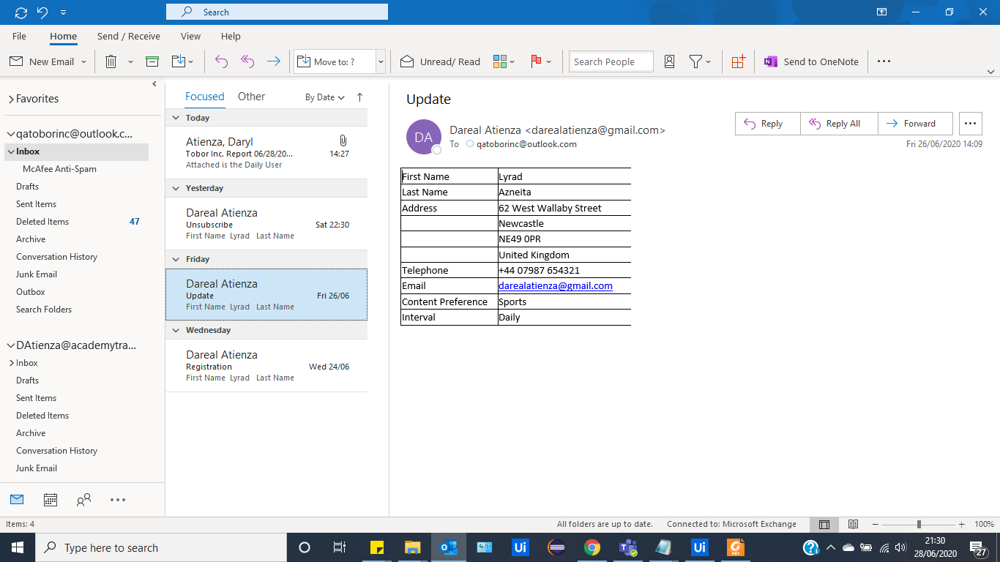 Search
File Home Send / Receive View Help
New Email Move to: ? Unread/ Read Search People Send to OneNote
Favorites
qatoborinc@outlook.c...
Inbox
McAfee Anti-Spam
Drafts
Sent Items
Deleted Items 47
Archive
Conversation History
Junk Email
Outbox
Search Folders
DAtienza@academytra...
Inbox
Drafts
Sent Items
Deleted Items
Archive
Conversation History
Junk Email
Focused Other By Date
Today
Atienza, Daryl
Tobor Inc. Report 06/28/20... 14:27
Attached is the Daily User
Yesterday
Dareal Atienza
Unsubscribe Sat 22:30
First Name Lyrad Last Name
Friday
Dareal Atienza
Update Fri 26/06
First Name Lyrad Last Name
Wednesday
Dareal Atienza
Registration Wed 24/06
First Name Lyrad Last Name
Update
Reply Reply All Forward
DA
Dareal Atienza <darealatienza@gmail.com>
To qatoborinc@outlook.com
Fri 26/06/2020 14:09
First Name Lyrad
Last Name Azneita
Address 62 West Wallaby Street
Newcastle
NE49 0PR
United Kingdom
Telephone +44 07987 654321
Email darealatienza@gmail.com
Content Preference Sports
Interval Daily
Items: 4 All folders are up to date. Connected to: Microsoft Exchange 100%
Type here to search
Ui
Ui
PDF
21:30
28/06/2020
27